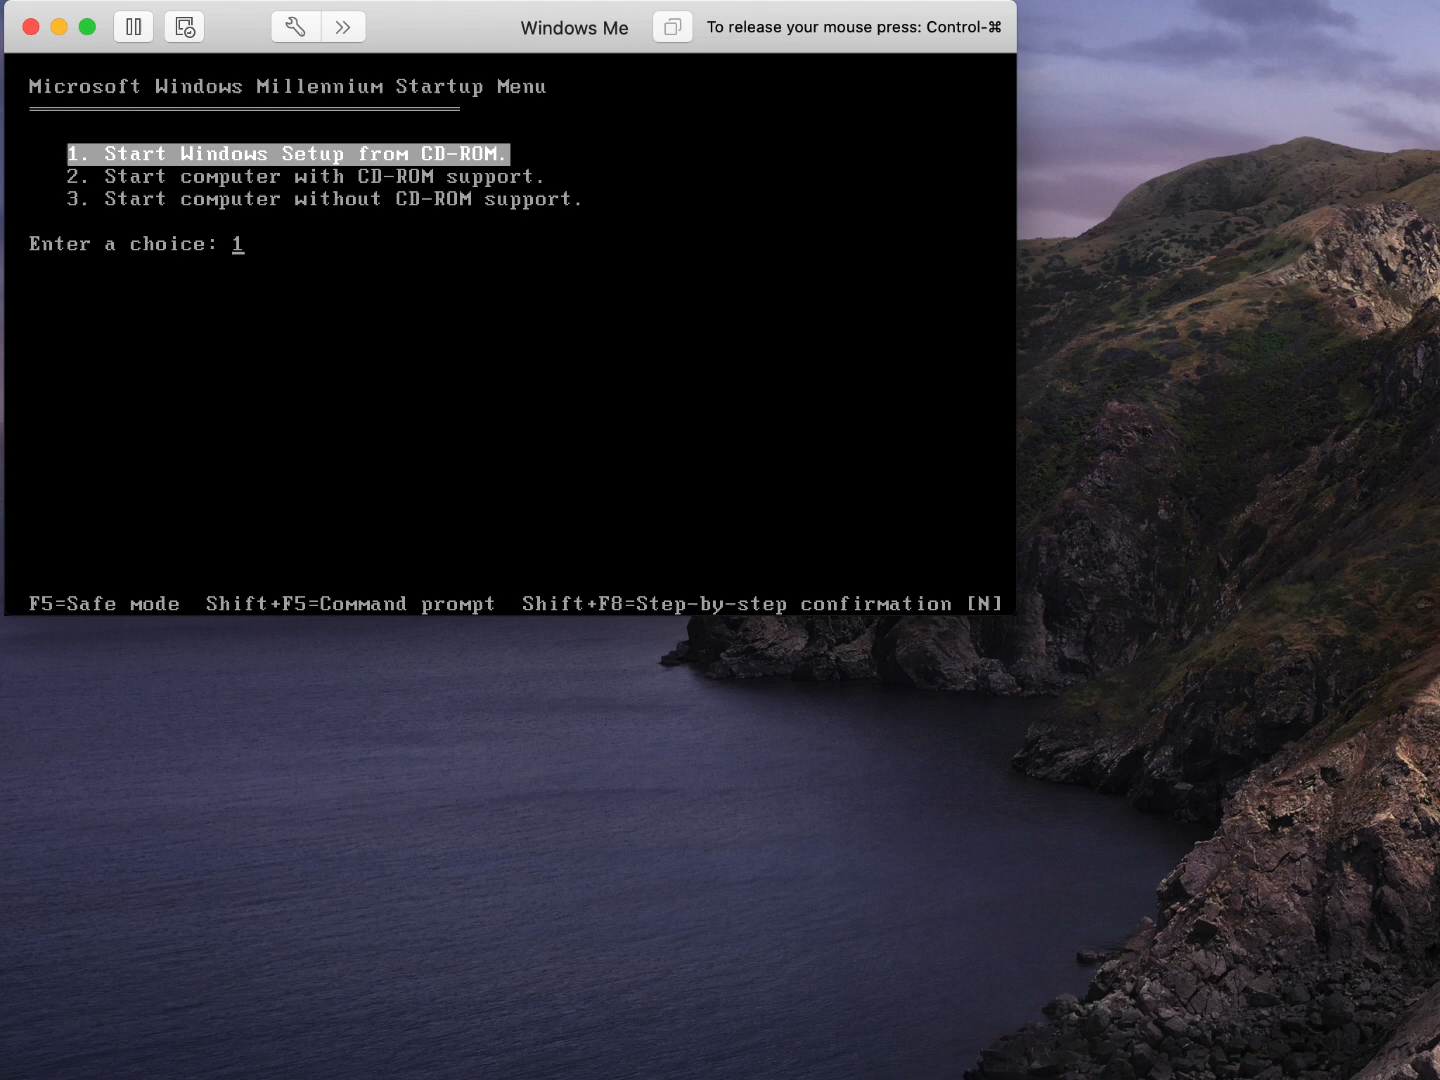 Windows Me
To release your mouse press: Control-⌘
Microsoft Windows Millennium Startup Menu
1. Start Windows Setup from CD-ROM.
2. Start computer with CD-ROM support.
3. Start computer without CD-ROM support.
Enter a choice: 1
F5=Safe mode  Shift+F5=Command prompt  Shift+F8=Step-by-step confirmation [N]